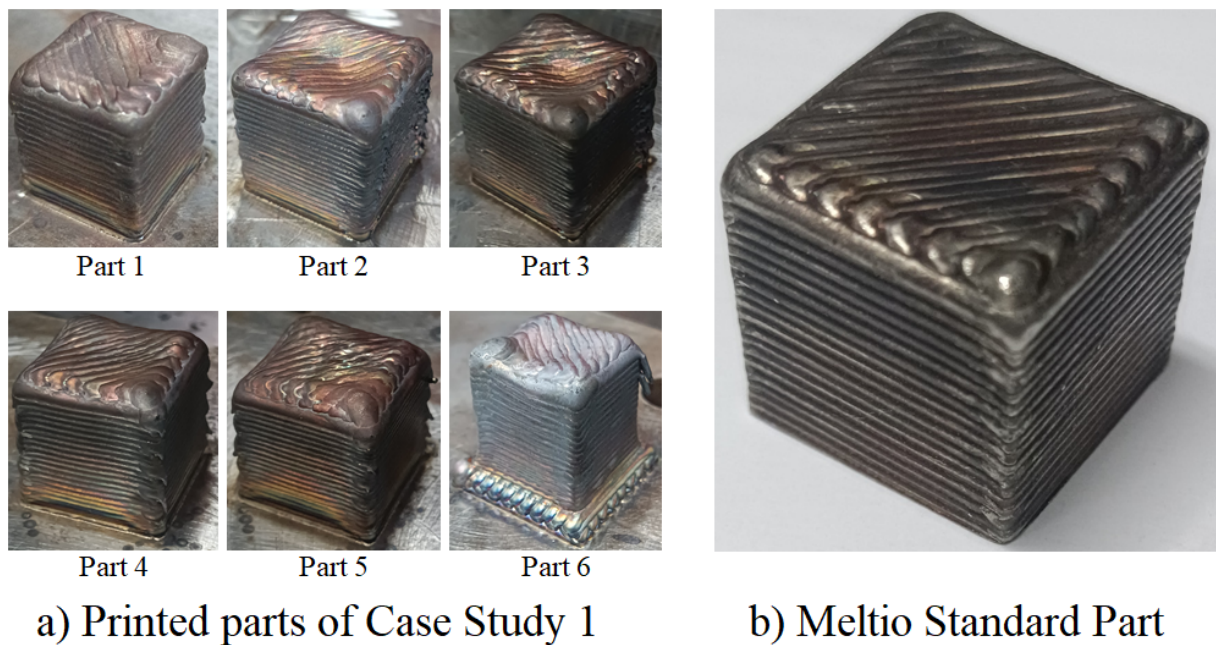 Part 1
Part 2
Part 3
Part 4
Part 5
Part 6
a) Printed parts of Case Study 1
b) Meltio Standard Part